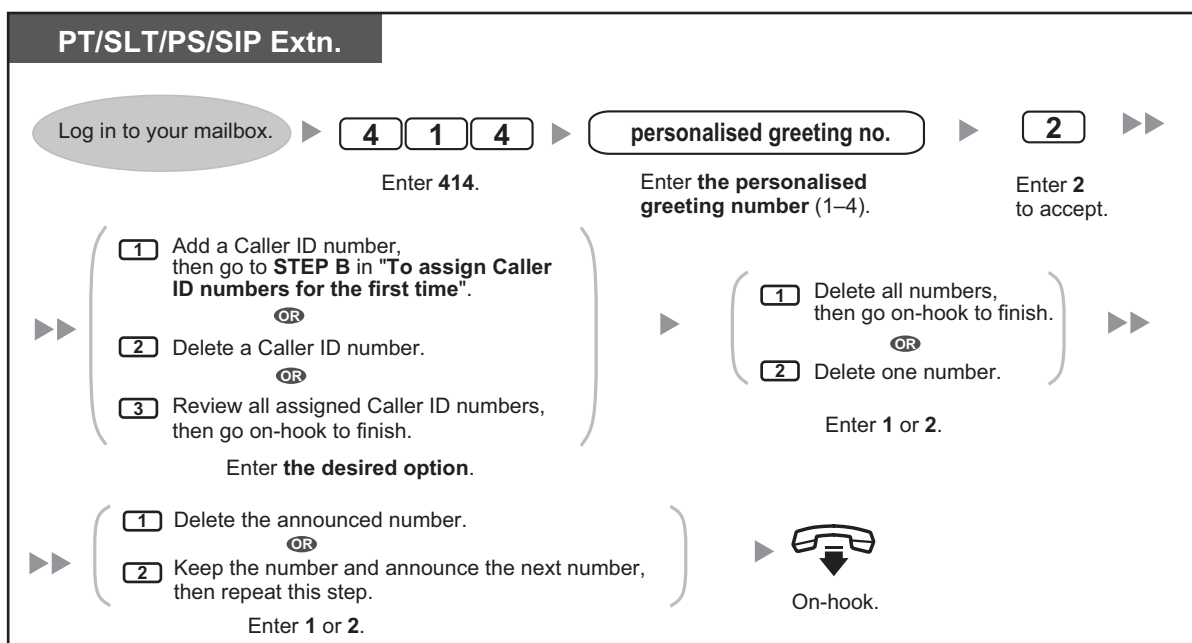 PT/SLT/PS/SIP Extn.
Log in to your mailbox.
4 1 4
Enter 414.
personalised greeting no.
Enter the personalised
greeting number (1–4).
2
Enter 2
to accept.
1 Add a Caller ID number,
then go to STEP B in "To assign Caller
ID numbers for the first time".
OR
2 Delete a Caller ID number.
OR
3 Review all assigned Caller ID numbers,
then go on-hook to finish.
Enter the desired option.
1 Delete all numbers,
then go on-hook to finish.
OR
2 Delete one number.
Enter 1 or 2.
1 Delete the announced number.
OR
2 Keep the number and announce the next number,
then repeat this step.
Enter 1 or 2.
On-hook.